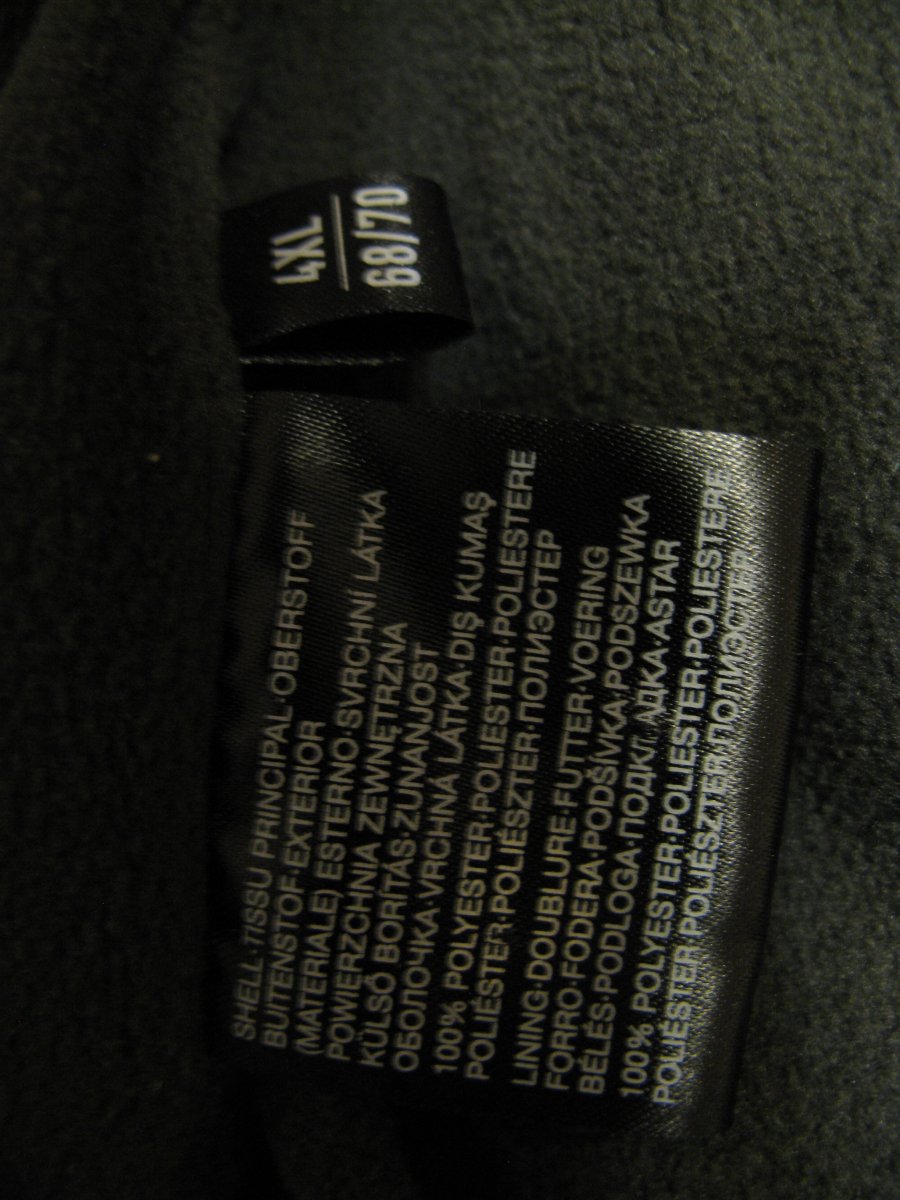 4XL
68/70
SHELL·TISSU PRINCIPAL·OBERSTOFF
BUITENSTOF·EXTERIOR
(MATERIALE) ESTERNO·SVRCHNÍ LÁTKA
POWIERZCHNIA ZEWNĘTRZNA
KÜLSŐ BORÍTÁS·ZUNANJOST
ОБОЛОЧКА·VRCHNÁ LÁTKA·DIŞ KUMAŞ
100% POLYESTER·POLIESTER·POLIESTERE
POLIÉSTER·POLIÉSZTER·ПОЛИЭСТЕР
LINING·DOUBLURE·FUTTER·VOERING
FORRO·FODERA·PODŠÍVKA·PODSZEWKA
BÉLÉS·PODLOGA·ПОДКЛАДКА·ASTAR
100% POLYESTER·POLIESTER·POLIESTERE
POLIÉSTER·POLIÉSZTER·ПОЛИЭСТЕР